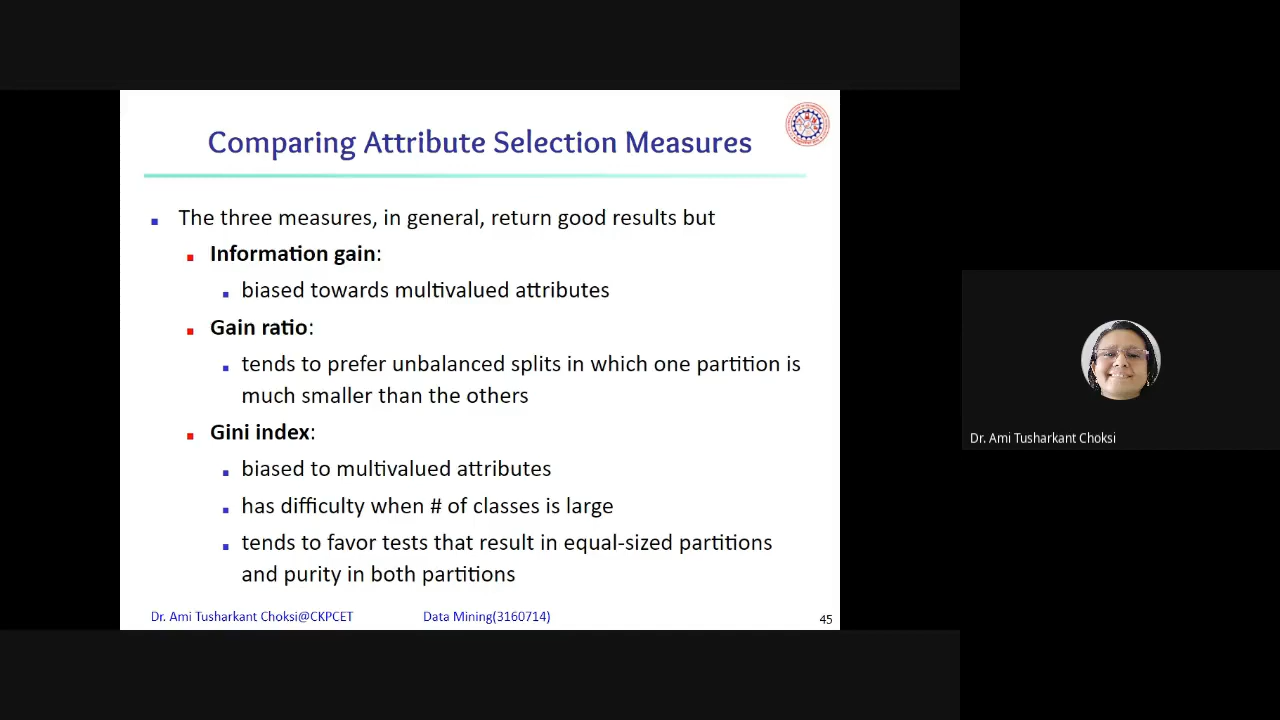 Comparing Attribute Selection Measures
The three measures, in general, return good results but
Information gain:
biased towards multivalued attributes
Gain ratio:
tends to prefer unbalanced splits in which one partition is
much smaller than the others
Gini index:
biased to multivalued attributes
has difficulty when # of classes is large
tends to favor tests that result in equal-sized partitions
and purity in both partitions
Dr. Ami Tusharkant Choksi@CKPCET Data Mining(3160714) 45
Dr. Ami Tusharkant Choksi